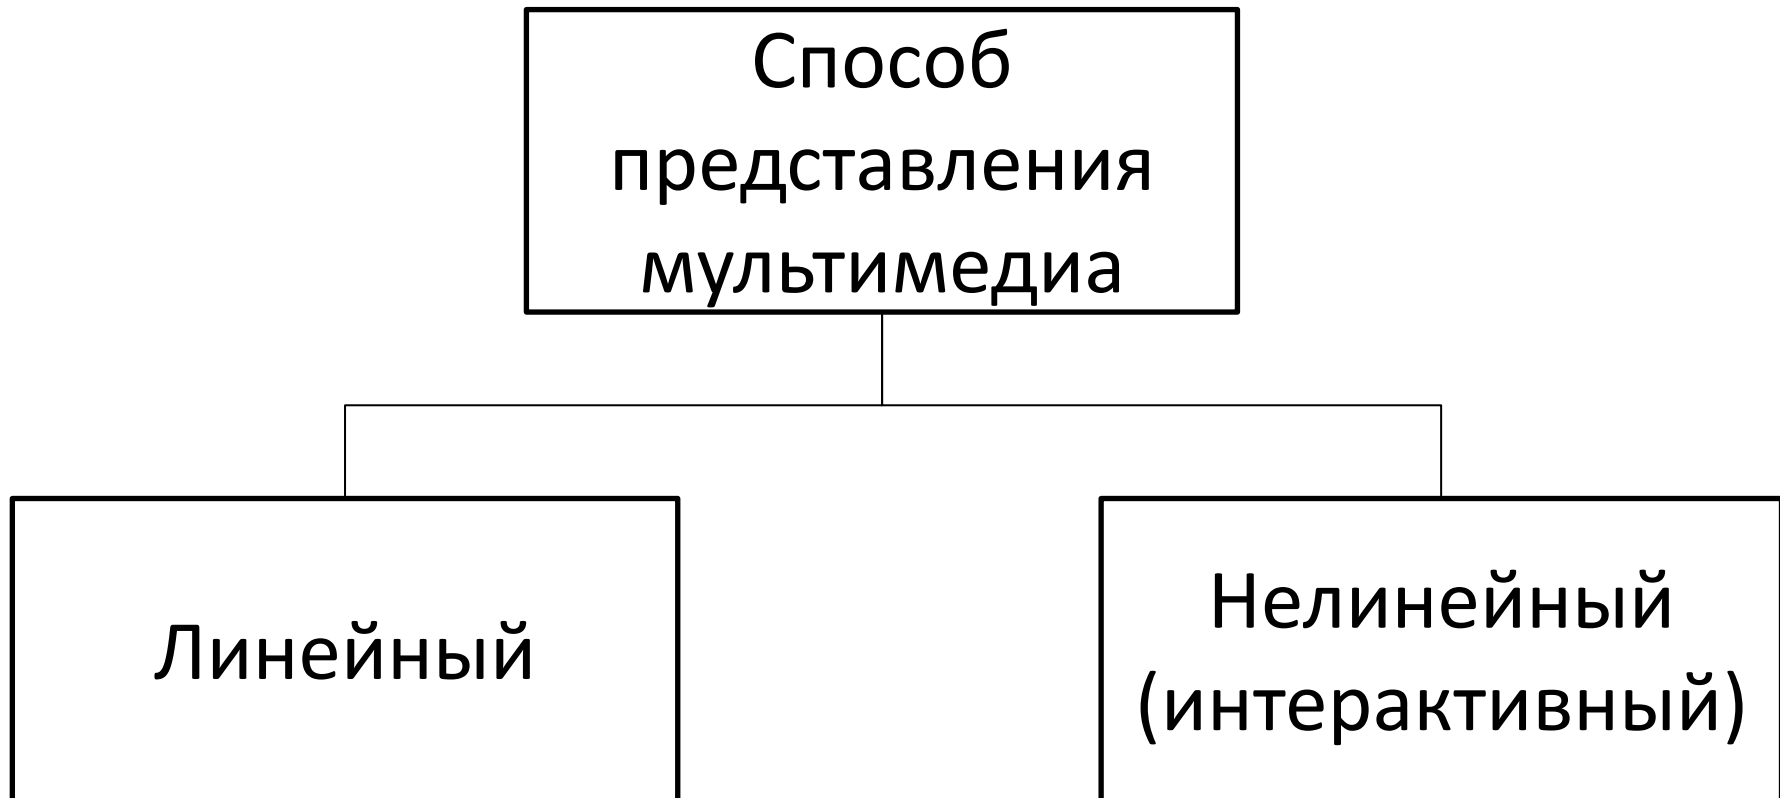 Способ
представления
мультимедиа
Линейный
Нелинейный
(интерактивный)